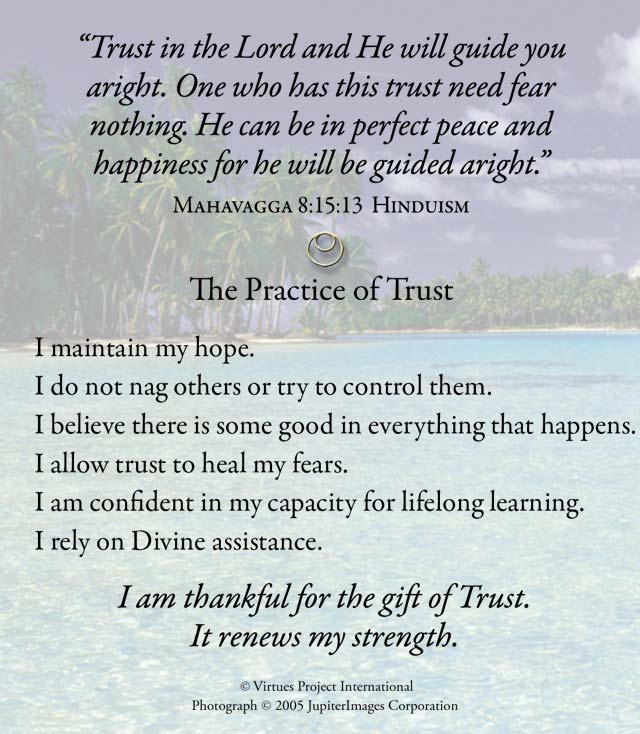 “Trust in the Lord and He will guide you
aright. One who has this trust need fear
nothing. He can be in perfect peace and
happiness for he will be guided aright.”
Mahavagga 8:15:13 Hinduism
The Practice of Trust
I maintain my hope.
I do not nag others or try to control them.
I believe there is some good in everything that happens.
I allow trust to heal my fears.
I am confident in my capacity for lifelong learning.
I rely on Divine assistance.
I am thankful for the gift of Trust.
It renews my strength.
© Virtues Project International
Photograph © 2005 JupiterImages Corporation